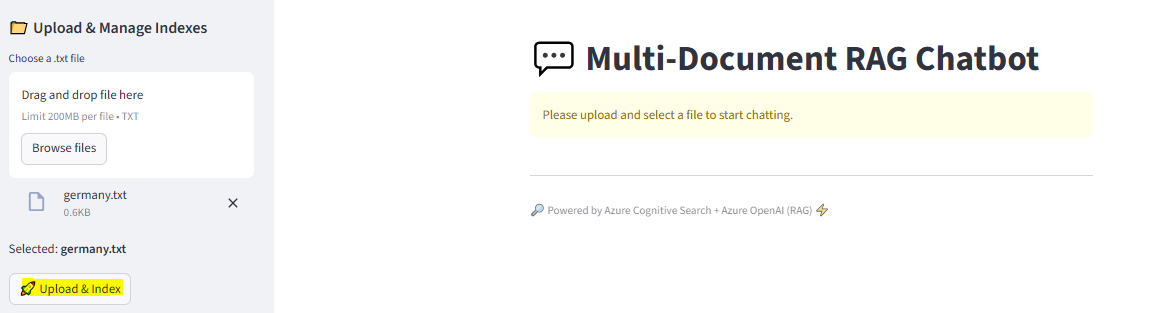 📂 Upload & Manage Indexes
Choose a .txt file
Drag and drop file here
Limit 200MB per file • TXT
Browse files
germany.txt
0.6KB
Selected: germany.txt
🚀 Upload & Index
💬 Multi-Document RAG Chatbot
Please upload and select a file to start chatting.
🔎 Powered by Azure Cognitive Search + Azure OpenAI (RAG) ⚡